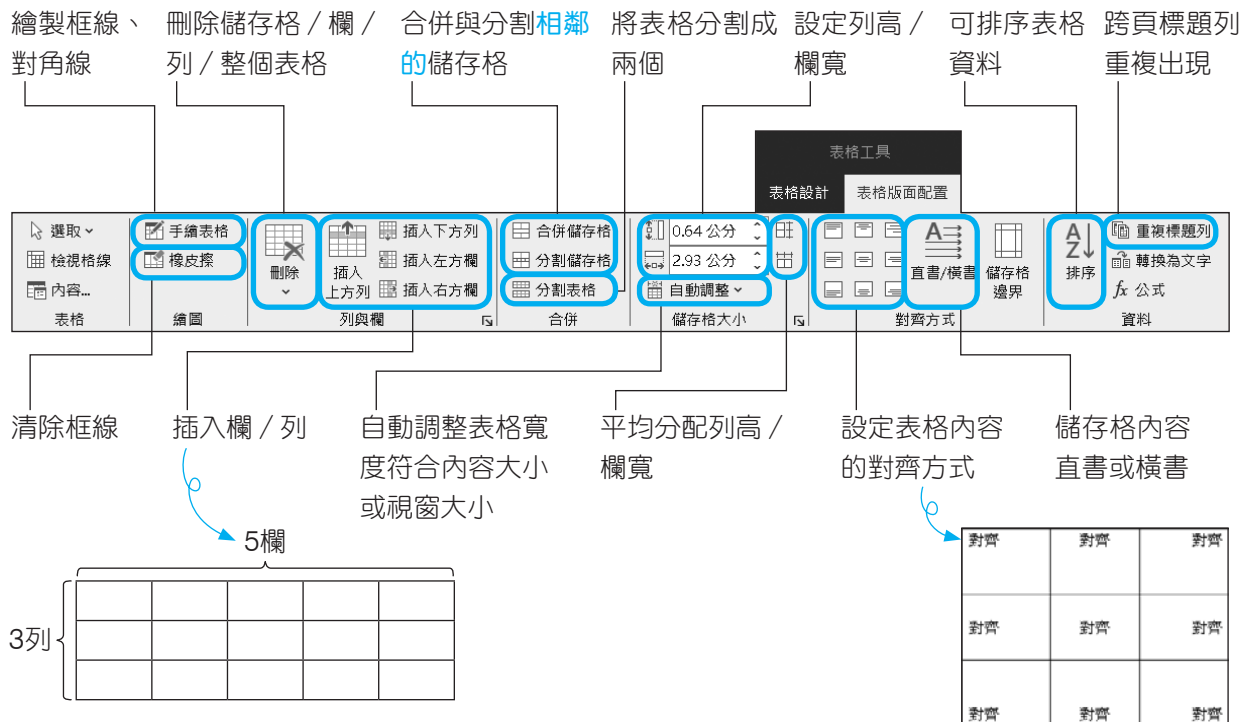 繪製框線、
對角線
刪除儲存格/欄/
列/整個表格
合併與分割相鄰
的儲存格
將表格分割成
兩個
設定列高/
欄寬
可排序表格
資料
跨頁標題列
重複出現
表格工具
表格設計
表格版面配置
選取
檢視格線
內容...
表格
手繪表格
橡皮擦
繪圖
刪除
插入
上方列
插入下方列
插入左方欄
插入右方欄
列與欄
合併儲存格
分割儲存格
分割表格
合併
0.64 公分
2.93 公分
自動調整
儲存格大小
直書/橫書
儲存格
邊界
對齊方式
A
Z
排序
重複標題列
轉換為文字
fx 公式
資料
清除框線
插入欄/列
自動調整表格寬
度符合內容大小
或視窗大小
平均分配列高/
欄寬
設定表格內容
的對齊方式
儲存格內容
直書或橫書
5欄
3列
對齊 對齊 對齊
對齊 對齊 對齊
對齊 對齊 對齊